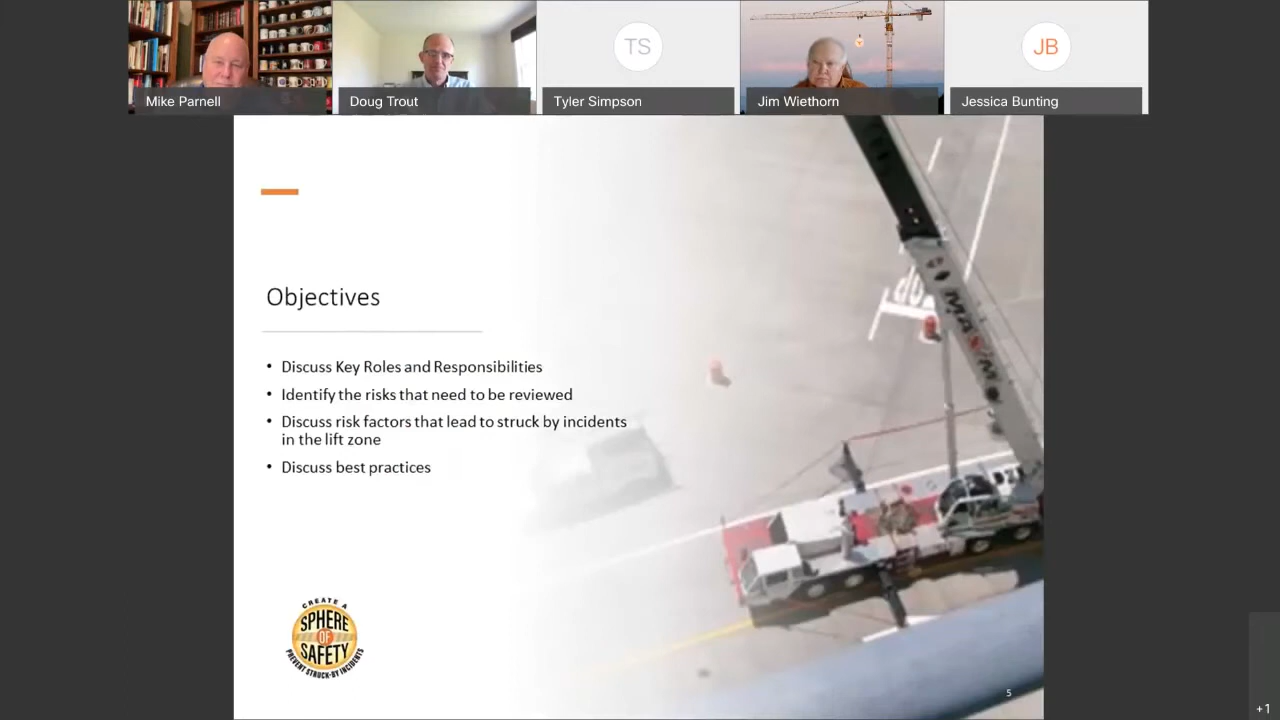 TS
JB
Mike Parnell
Doug Trout
Tyler Simpson
Jim Wiethorn
Jessica Bunting
Objectives
• Discuss Key Roles and Responsibilities
• Identify the risks that need to be reviewed
• Discuss risk factors that lead to struck by incidents
in the lift zone
• Discuss best practices
MAXIM
CREATE A
SPHERE
OF
SAFETY
PREVENT STRUCK-BY INCIDENTS
5
+1